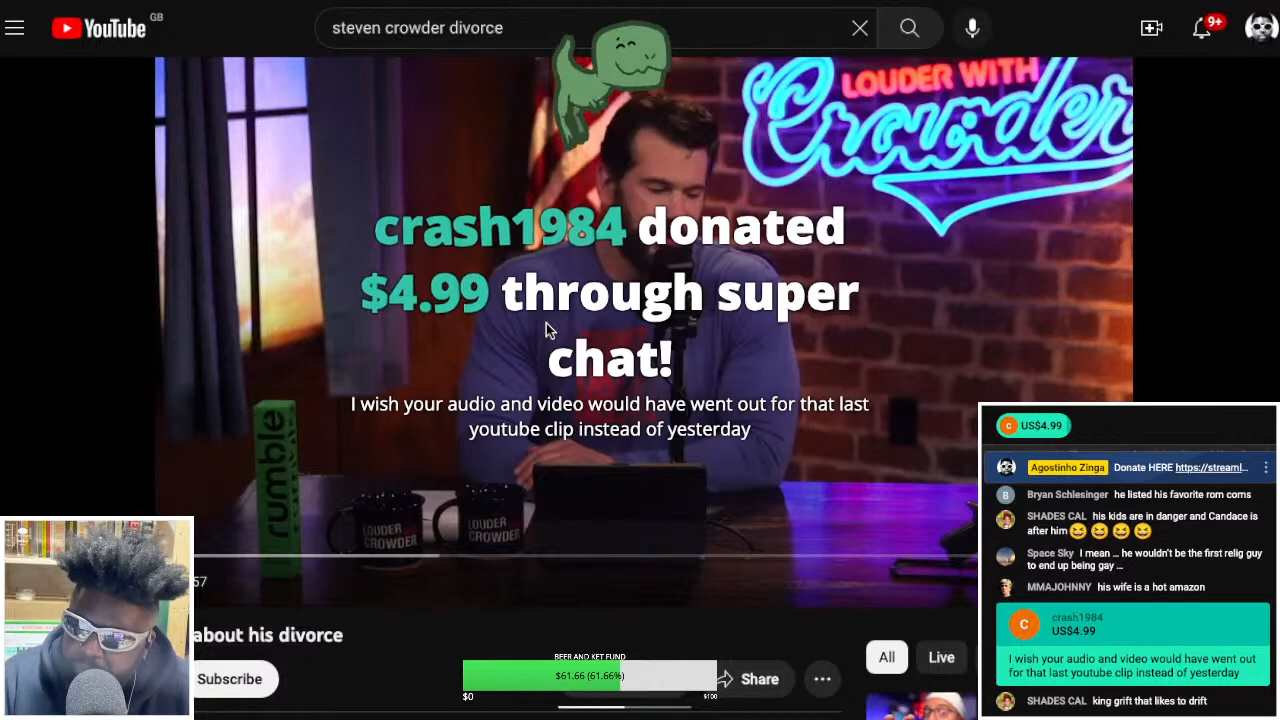 YouTube GB
steven crowder divorce
9+
LOUDER WITH
Crowder
crash1984 donated
$4.99 through super
chat!
I wish your audio and video would have went out for that last
youtube clip instead of yesterday
rumble
LOUDER
CROWDER
LOUDER
CROWDER
57
about his divorce
Subscribe
BEER AND KET FUND
$61.66 (61.66%)
$0
$100
Share
All
Live
C US$4.99
Agostinho Zinga Donate HERE https://streaml...
B Bryan Schlesinger he listed his favorite rom coms
SHADES CAL his kids are in danger and Candace is
after him
Space Sky I mean ... he wouldn't be the first relig guy
to end up being gay ...
MMAJOHNNY his wife is a hot amazon
C crash1984
US$4.99
I wish your audio and video would have went out
for that last youtube clip instead of yesterday
SHADES CAL king grift that likes to drift